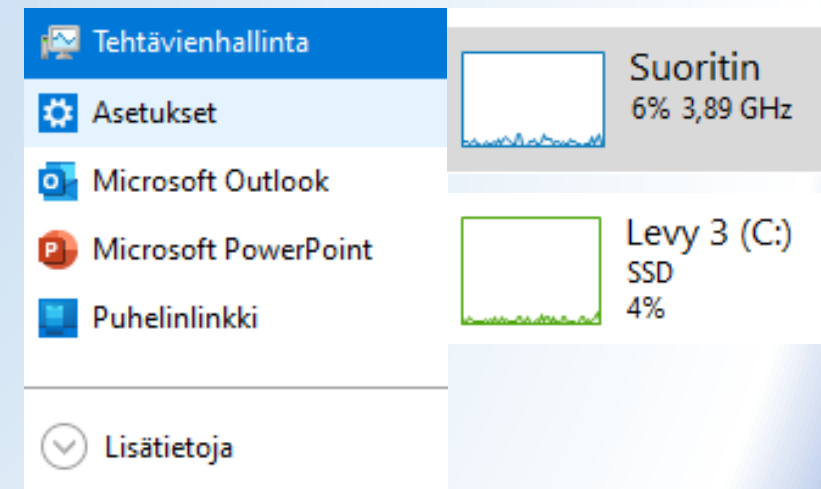 Tehtävienhallinta
Asetukset
Microsoft Outlook
Microsoft PowerPoint
Puhelinlinkki
Lisätietoja
Suoritin
6% 3,89 GHz
Levy 3 (C:)
SSD
4%